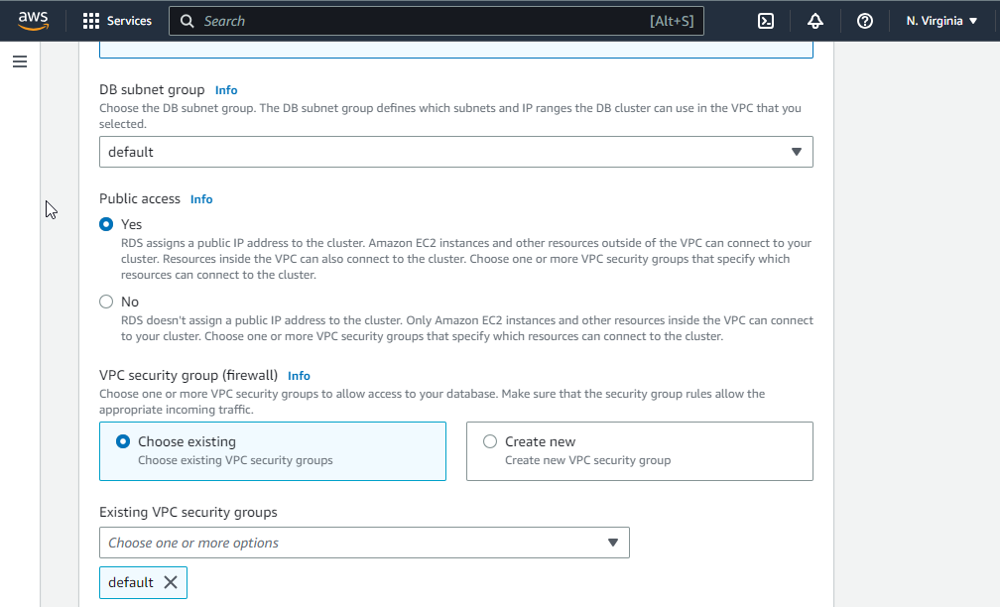 aws Services Search [Alt+S] N. Virginia
DB subnet group Info
Choose the DB subnet group. The DB subnet group defines which subnets and IP ranges the DB cluster can use in the VPC that you
selected.
default
Public access Info
Yes
RDS assigns a public IP address to the cluster. Amazon EC2 instances and other resources outside of the VPC can connect to your
cluster. Resources inside the VPC can also connect to the cluster. Choose one or more VPC security groups that specify which
resources can connect to the cluster.
No
RDS doesn't assign a public IP address to the cluster. Only Amazon EC2 instances and other resources inside the VPC can connect
to your cluster. Choose one or more VPC security groups that specify which resources can connect to the cluster.
VPC security group (firewall) Info
Choose one or more VPC security groups to allow access to your database. Make sure that the security group rules allow the
appropriate incoming traffic.
Choose existing
Choose existing VPC security groups
Create new
Create new VPC security group
Existing VPC security groups
Choose one or more options
default